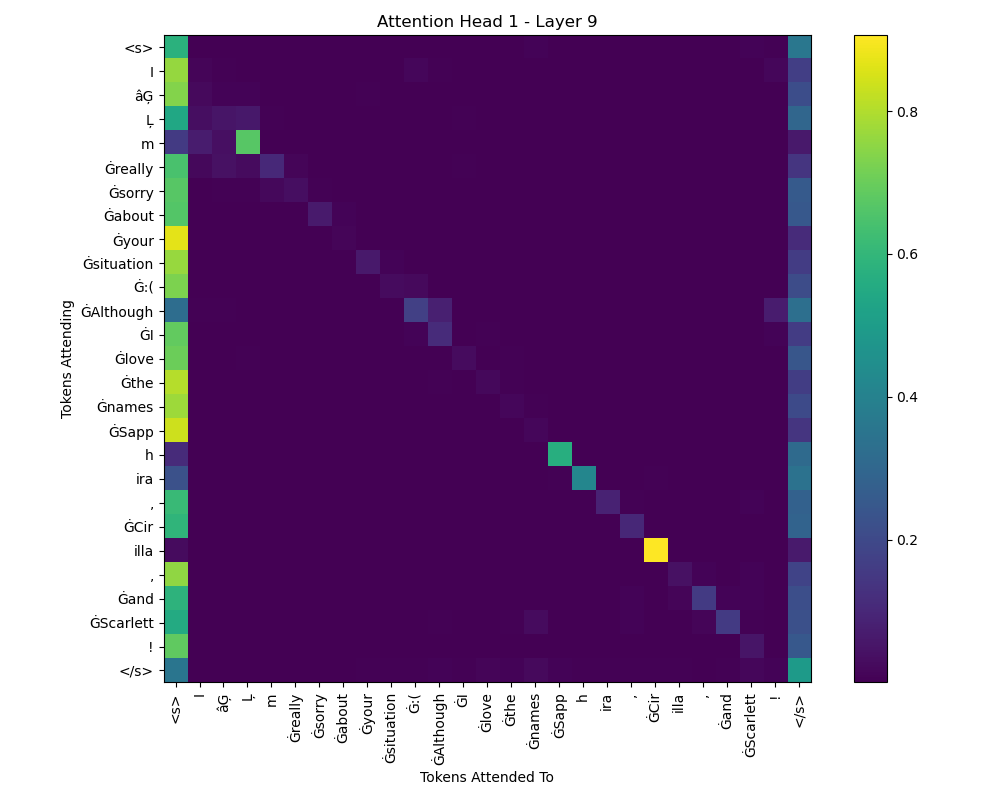 Attention Head 1 - Layer 9
Tokens Attending
<s>
I
âĢ
Ļ
m
Ġreally
Ġsorry
Ġabout
Ġyour
Ġsituation
Ġ:(
ĠAlthough
ĠI
Ġlove
Ġthe
Ġnames
ĠSapp
h
ira
,
ĠCir
illa
,
Ġand
ĠScarlett
!
</s>
<s>
I
âĢ
Ļ
m
Ġreally
Ġsorry
Ġabout
Ġyour
Ġsituation
Ġ:(
ĠAlthough
ĠI
Ġlove
Ġthe
Ġnames
ĠSapp
h
ira
,
ĠCir
illa
,
Ġand
ĠScarlett
!
</s>
Tokens Attended To
0.8
0.6
0.4
0.2